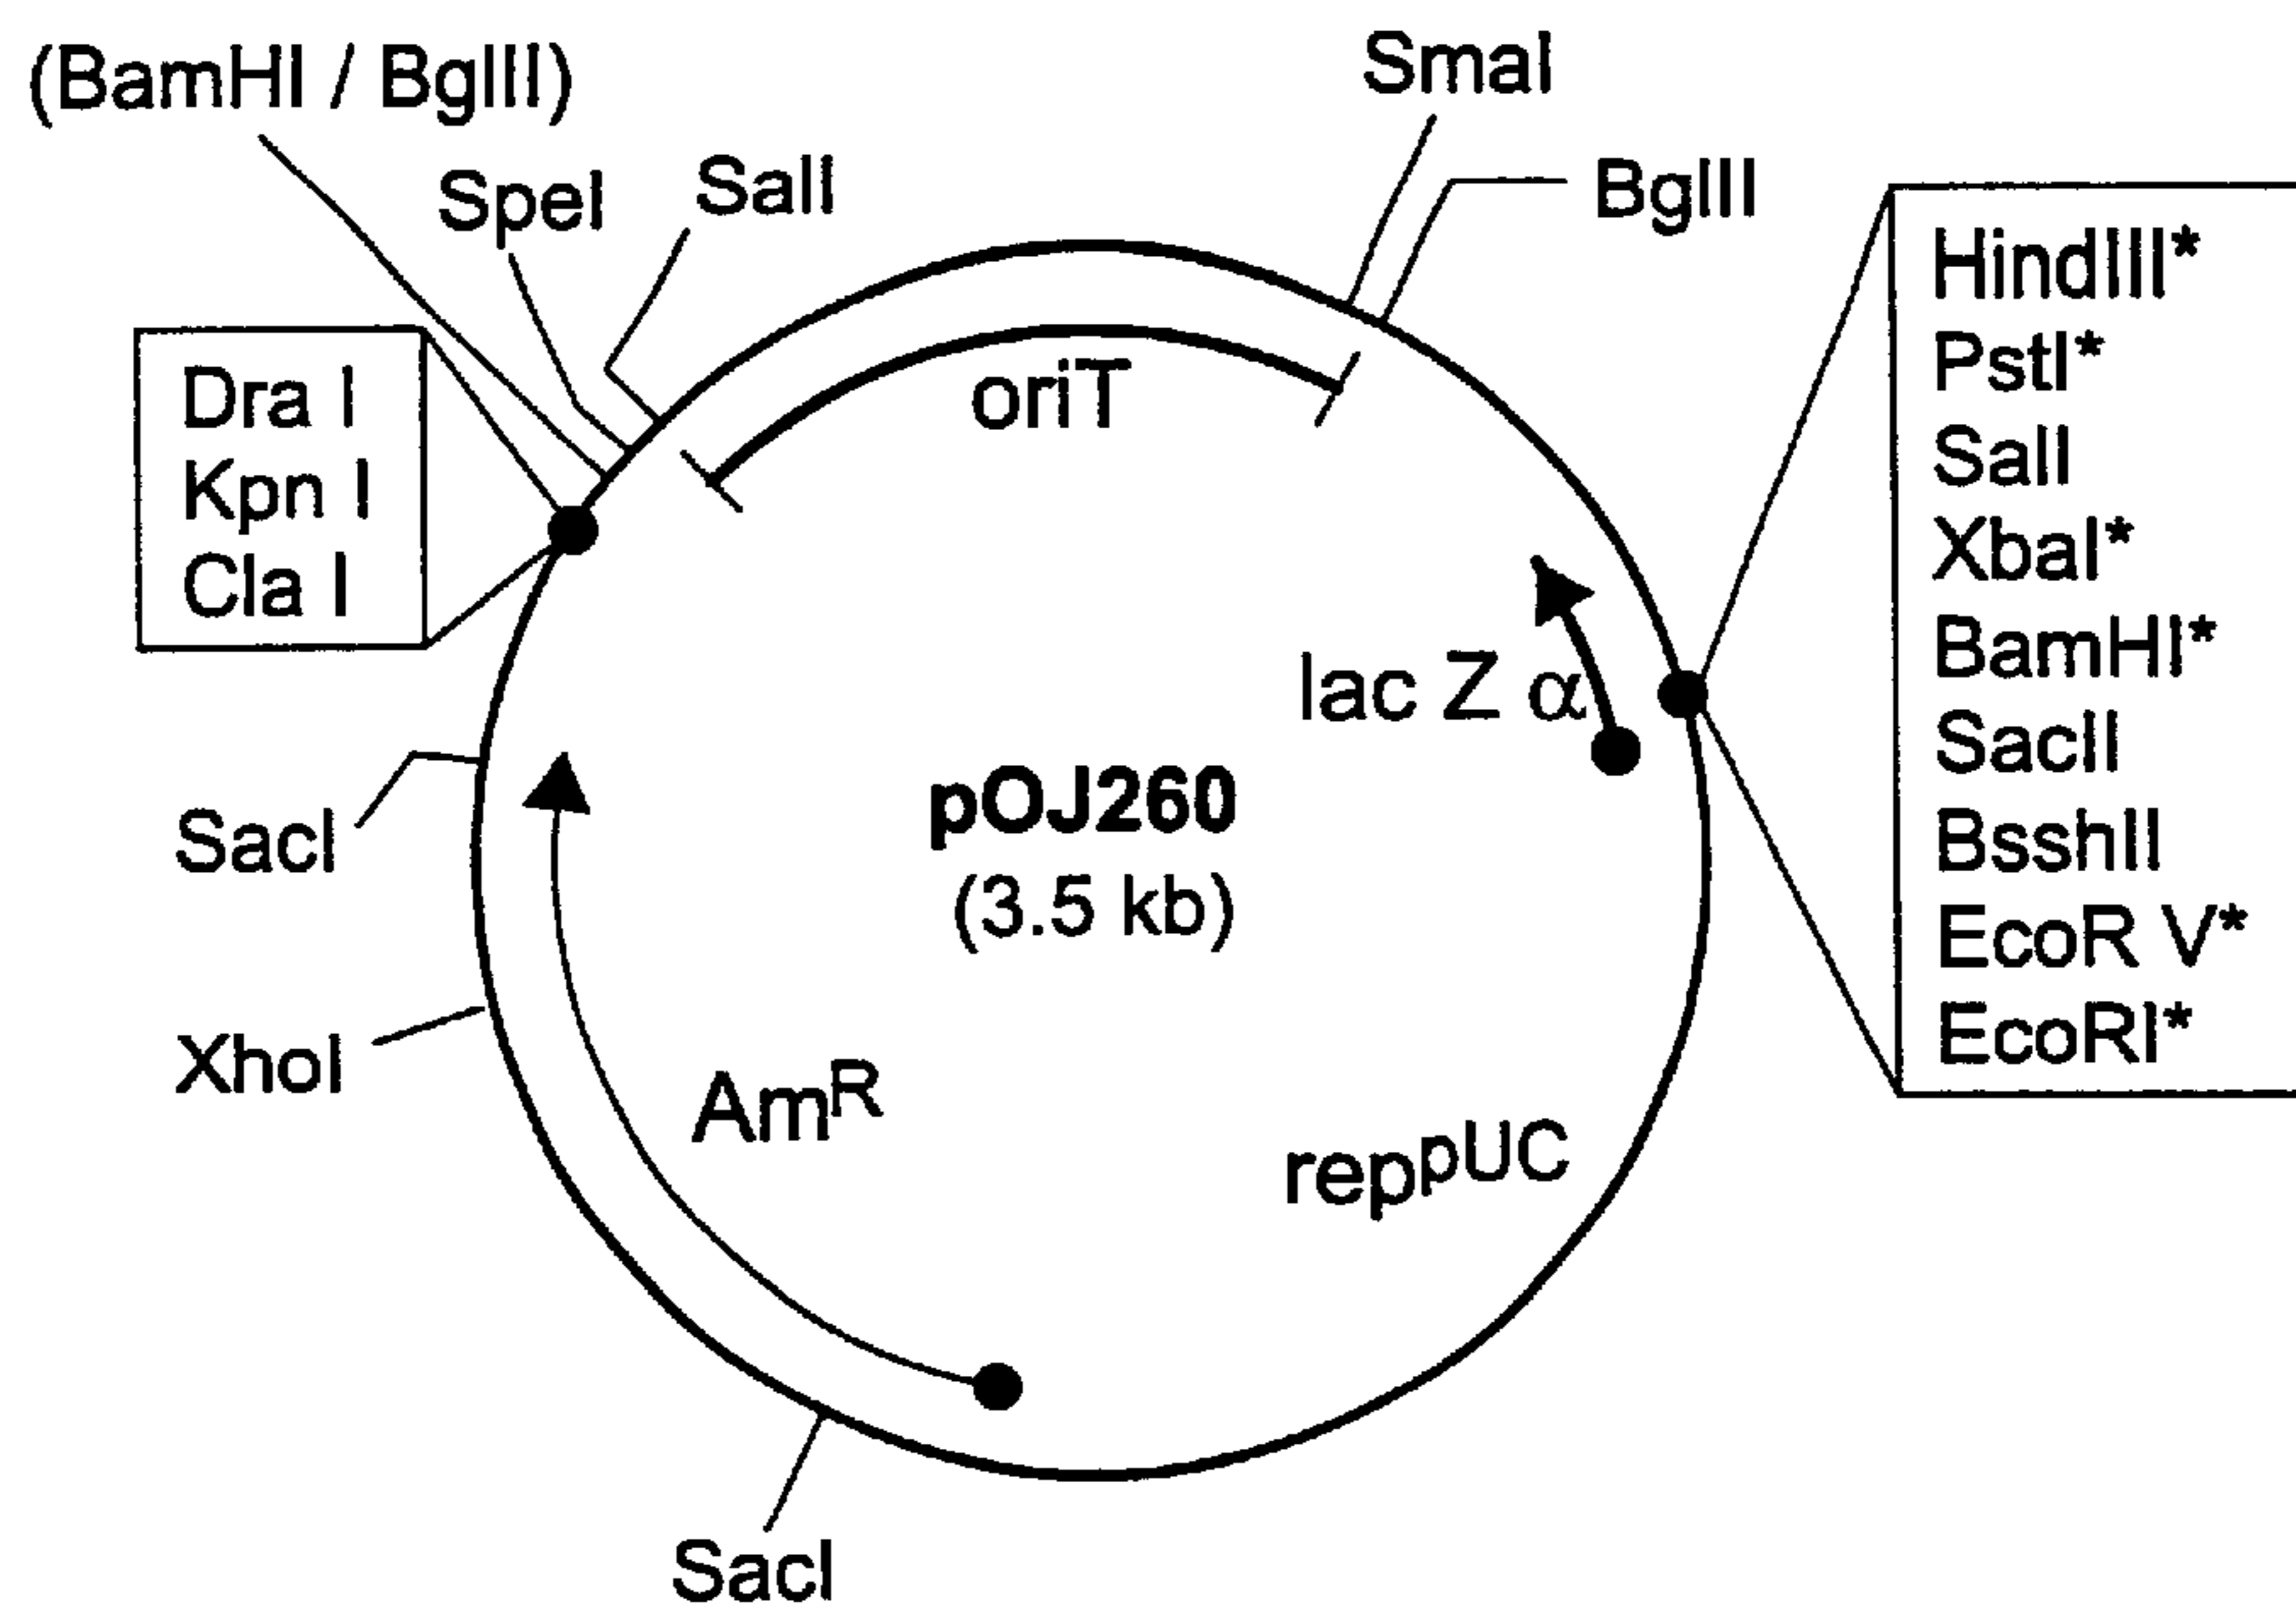 (BamHI / BglII)
SpeI
SalI
SmaI
BglII
Dra I
Kpn I
Cla I
oriT
HindIII*
PstI*
SalI
XbaI*
BamHI*
SacII
BsshII
EcoR V*
EcoRI*
lac Z α
pOJ260
(3.5 kb)
SacI
XhoI
AmR
reppUC
SacI